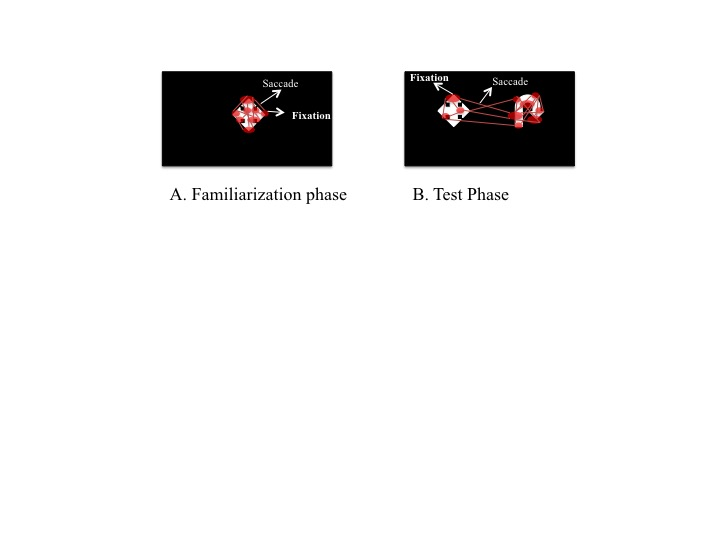 Saccade
Fixation
Fixation
Saccade
A. Familiarization phase
B. Test Phase